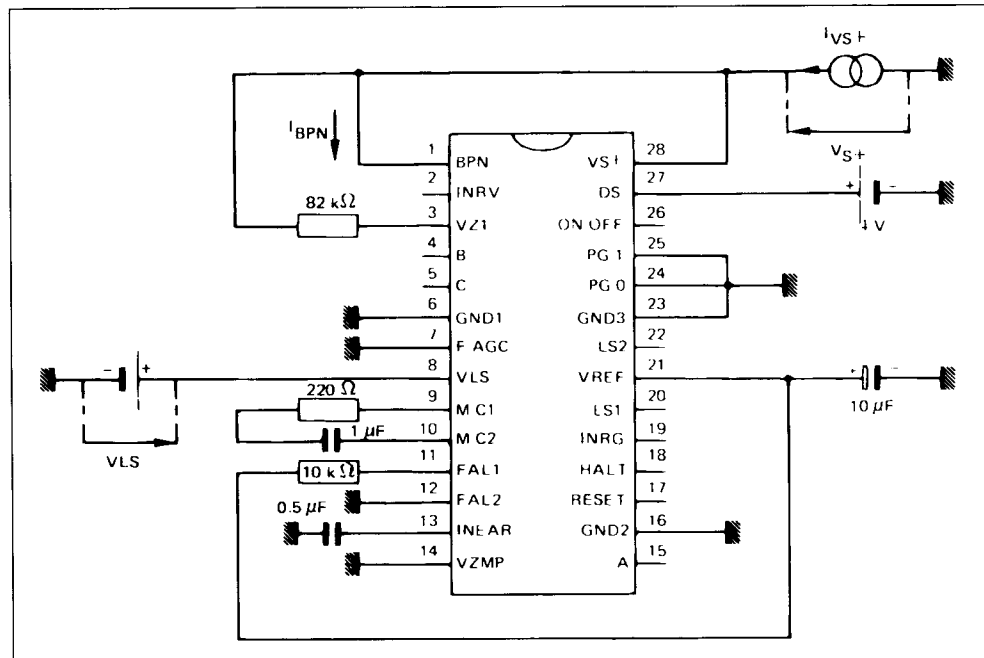 IVS+
IBPN
VS+
+ -
4 V
82 kΩ
1 BPN
2 INRV
3 VZ1
4 B
5 C
6 GND1
7 F AGC
8 VLS
9 MC1
10 MC2
11 FAL1
12 FAL2
13 INEAR
14 VZMP
28 VS+
27 DS
26 ON OFF
25 PG 1
24 PG 0
23 GND3
22 LS2
21 VREF
20 LS1
19 INRG
18 HALT
17 RESET
16 GND2
15 A
- +
VLS
220 Ω
1 µF
10 kΩ
0.5 µF
+ -
10 µF